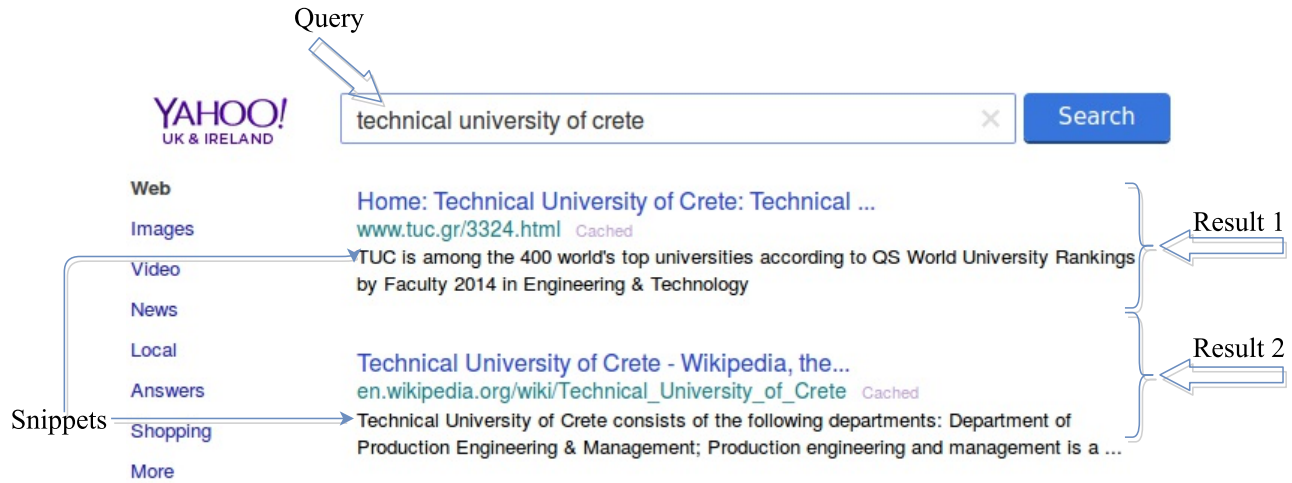 Query
YAHOO!
UK & IRELAND
technical university of crete
Search
Web
Images
Video
News
Local
Answers
Shopping
More
Home: Technical University of Crete: Technical ...
www.tuc.gr/3324.html Cached
TUC is among the 400 world's top universities according to QS World University Rankings
by Faculty 2014 in Engineering & Technology
Result 1
Technical University of Crete - Wikipedia, the...
en.wikipedia.org/wiki/Technical_University_of_Crete Cached
Technical University of Crete consists of the following departments: Department of
Production Engineering & Management; Production engineering and management is a ...
Result 2
Snippets